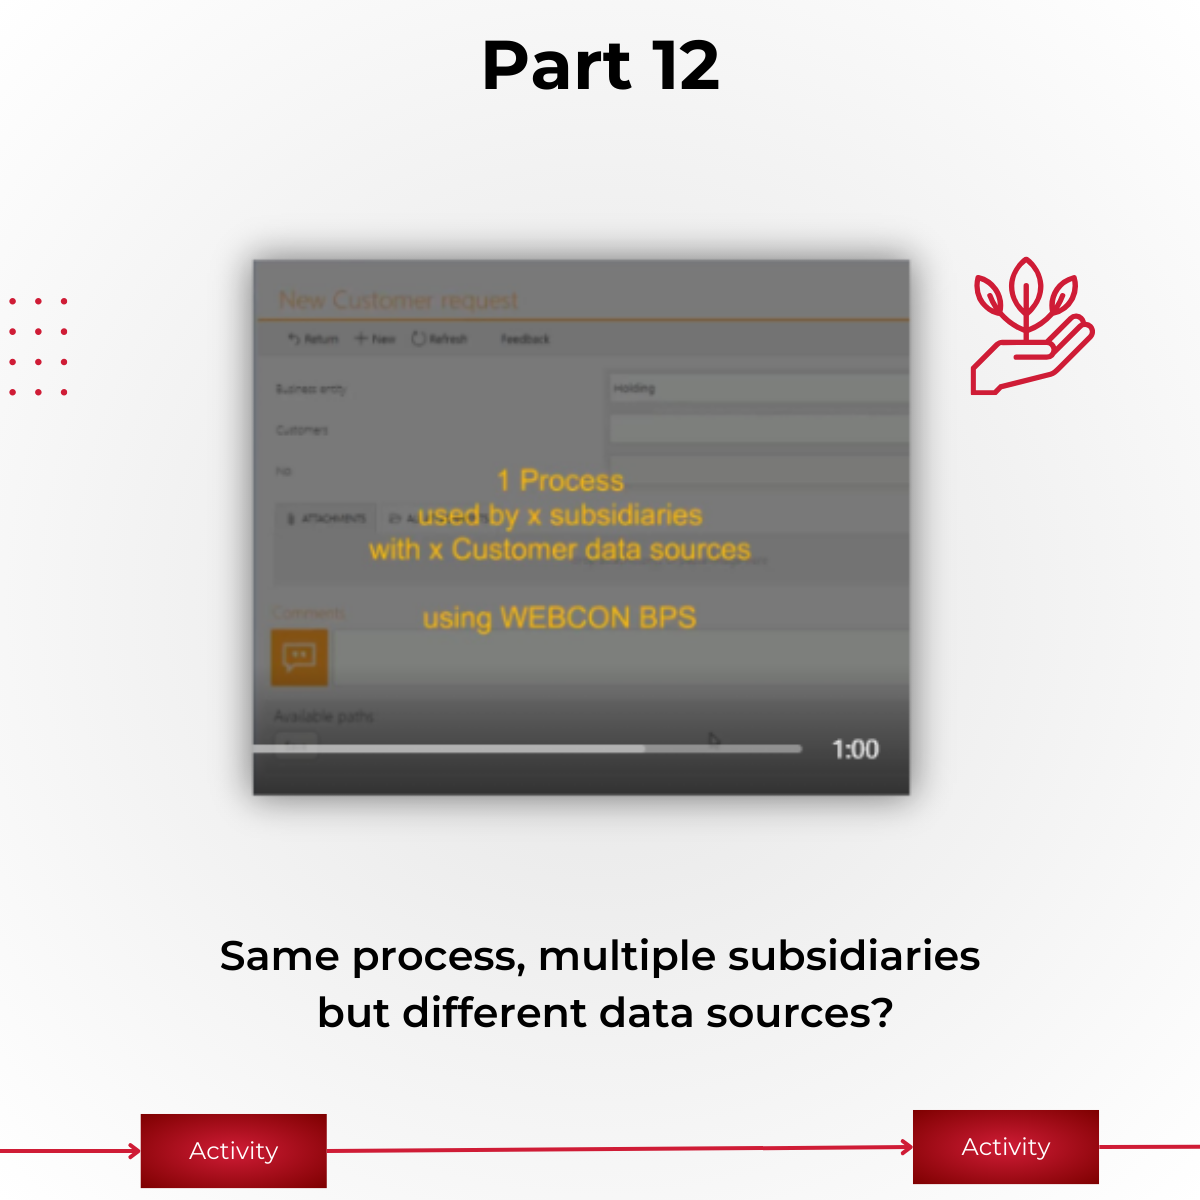 Part 12
New Customer request
Return New Refresh Feedback
Business entity
Holding
Customers
No.
1 Process
ATTACHMENTS
used by x subsidiaries
with x Customer data sources
Comments
using WEBCON BPS
Available paths
1:00
Same process, multiple subsidiaries
but different data sources?
Activity
Activity